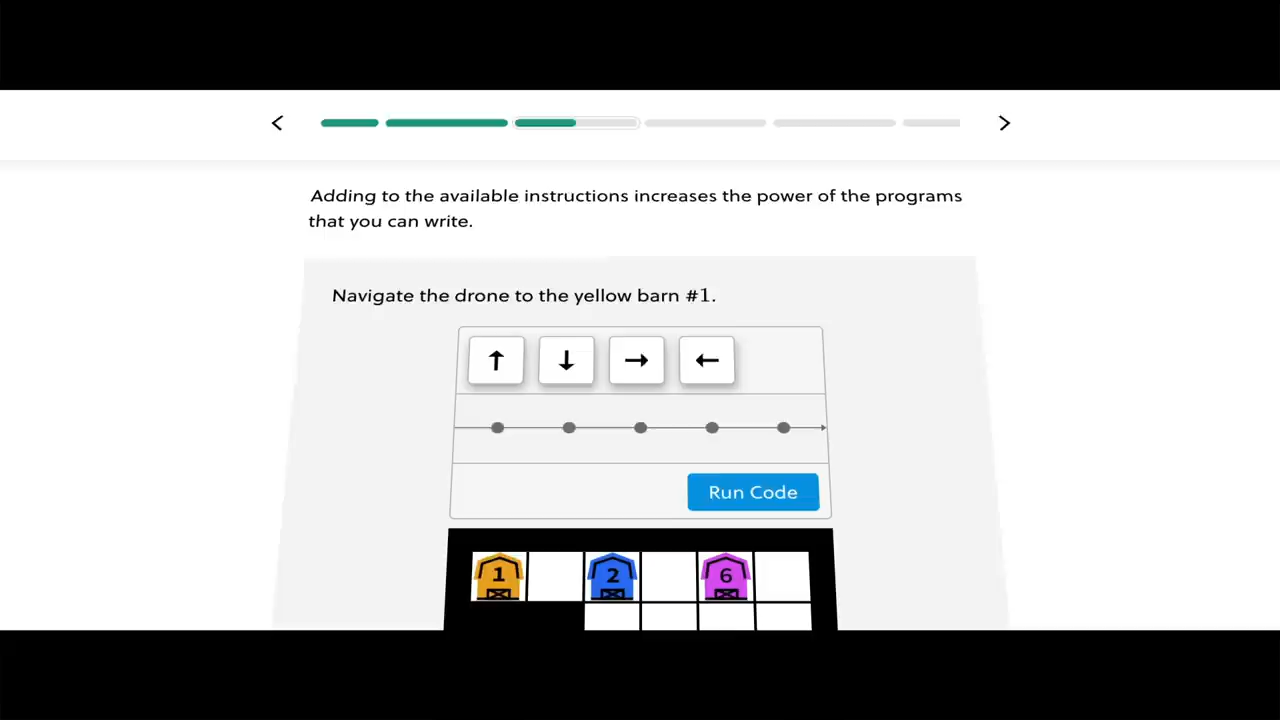 Adding to the available instructions increases the power of the programs
that you can write.
Navigate the drone to the yellow barn #1.
↑ ↓ → ←
Run Code
1 2 6